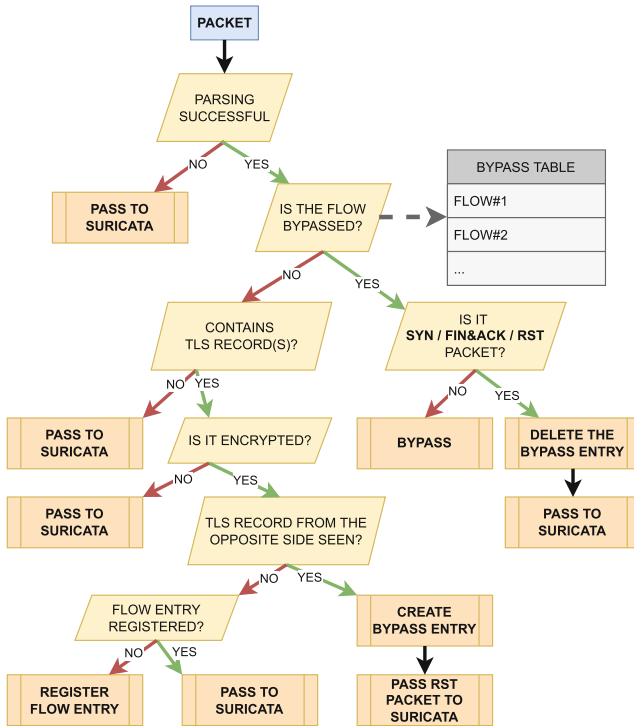 PACKET
PARSING
SUCCESSFUL
NO
YES
PASS TO
SURICATA
IS THE FLOW
BYPASSED?
BYPASS TABLE
FLOW#1
FLOW#2
...
NO
YES
CONTAINS
TLS RECORD(S)?
IS IT
SYN / FIN&ACK / RST
PACKET?
NO
YES
NO
YES
PASS TO
SURICATA
IS IT ENCRYPTED?
BYPASS
DELETE THE
BYPASS ENTRY
NO
YES
PASS TO
SURICATA
TLS RECORD FROM THE
OPPOSITE SIDE SEEN?
PASS TO
SURICATA
NO
YES
FLOW ENTRY
REGISTERED?
CREATE
BYPASS ENTRY
NO
YES
REGISTER
FLOW ENTRY
PASS TO
SURICATA
PASS RST
PACKET TO
SURICATA